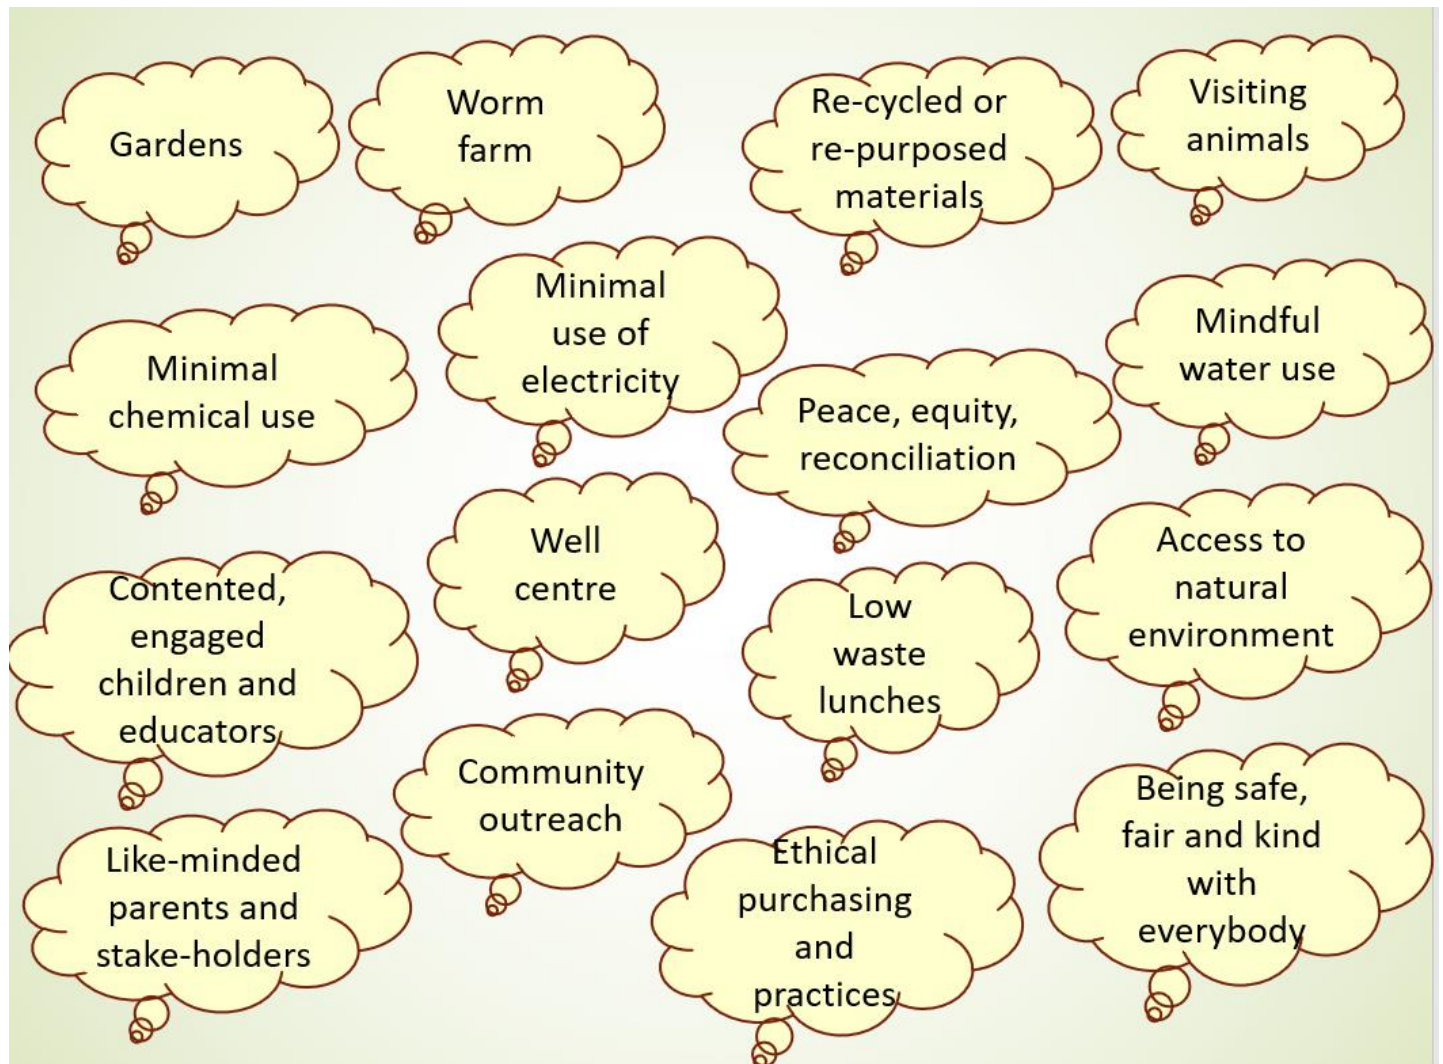 Gardens
Worm
farm
Re-cycled or
re-purposed
materials
Visiting
animals
Minimal
chemical use
Minimal
use of
electricity
Peace, equity,
reconciliation
Mindful
water use
Contented,
engaged
children and
educators
Well
centre
Low
waste
lunches
Access to
natural
environment
Like-minded
parents and
stake-holders
Community
outreach
Ethical
purchasing
and
practices
Being safe,
fair and kind
with
everybody